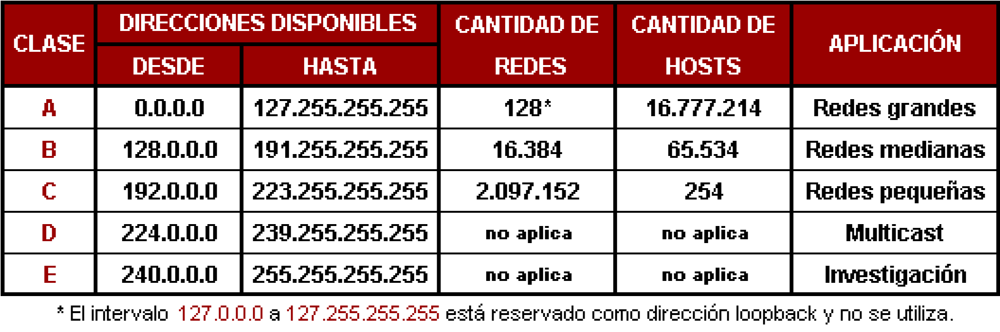 CLASE DIRECCIONES DISPONIBLES CANTIDAD DE REDES CANTIDAD DE HOSTS APLICACIÓN
DESDE HASTA
A 0.0.0.0 127.255.255.255 128* 16.777.214 Redes grandes
B 128.0.0.0 191.255.255.255 16.384 65.534 Redes medianas
C 192.0.0.0 223.255.255.255 2.097.152 254 Redes pequeñas
D 224.0.0.0 239.255.255.255 no aplica no aplica Multicast
E 240.0.0.0 255.255.255.255 no aplica no aplica Investigación
* El intervalo 127.0.0.0 a 127.255.255.255 está reservado como dirección loopback y no se utiliza.